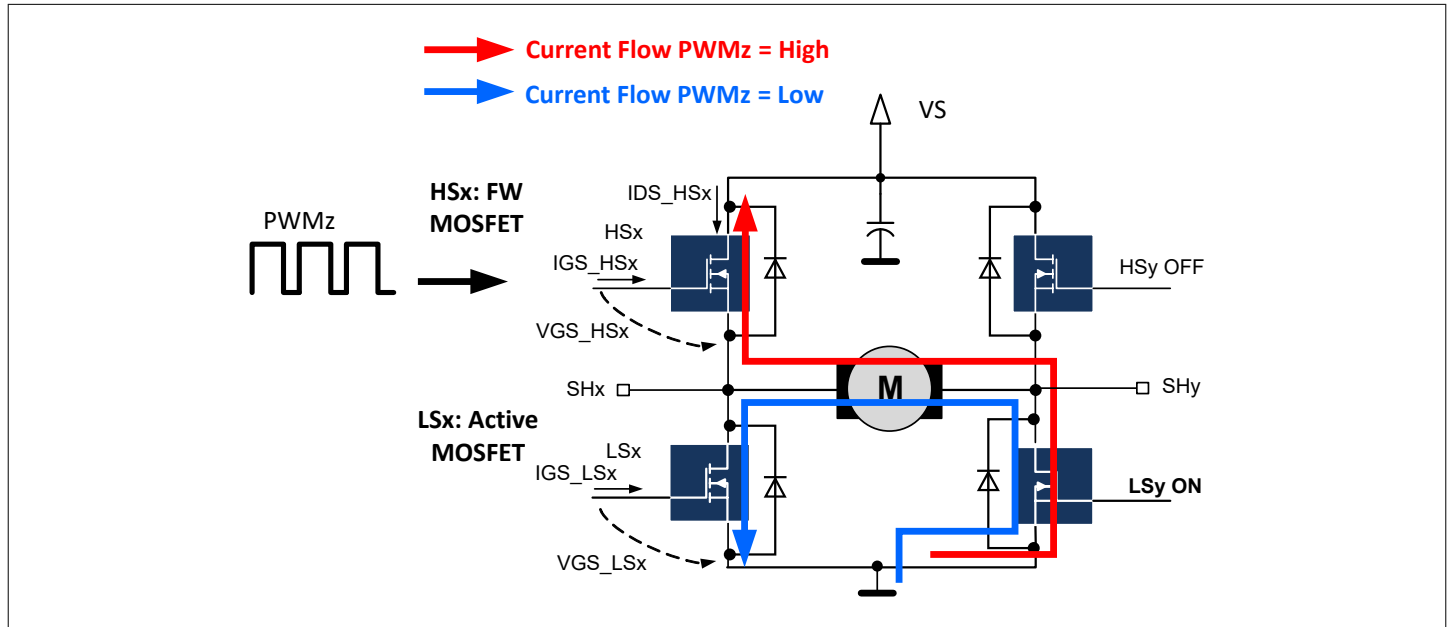 Current Flow PWMz = High
Current Flow PWMz = Low
VS
HSx: FW
MOSFET
IDS_HSx
PWMz
HSx
IGS_HSx
HSy OFF
VGS_HSx
M
SHx
SHy
LSx: Active
MOSFET
LSx
IGS_LSx
LSy ON
VGS_LSx